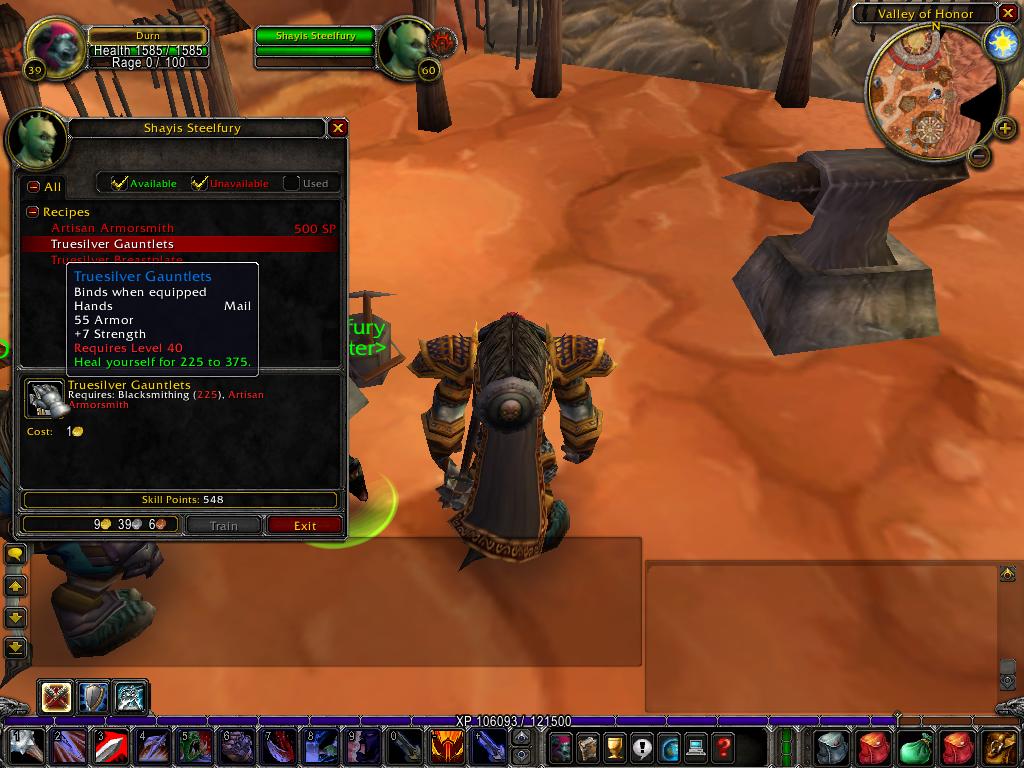 Durn
Health 1585 / 1585
Rage 0 / 100
39
Shayis Steelfury
60
Valley of Honor
N
Shayis Steelfury
All
Available Unavailable Used
Recipes
Artisan Armorsmith 500 SP
Truesilver Gauntlets
Truesilver Breastplate
Truesilver Gauntlets
Binds when equipped
Hands Mail
55 Armor
+7 Strength
Requires Level 40
Heal yourself for 225 to 375.
fury
ter>
Truesilver Gauntlets
Requires: Blacksmithing (225), Artisan
Armorsmith
Cost: 1
Skill Points: 548
9 39 6
Train Exit
XP 106093 / 121500
1 2 3 4 5 6 7 8 9 0 - =